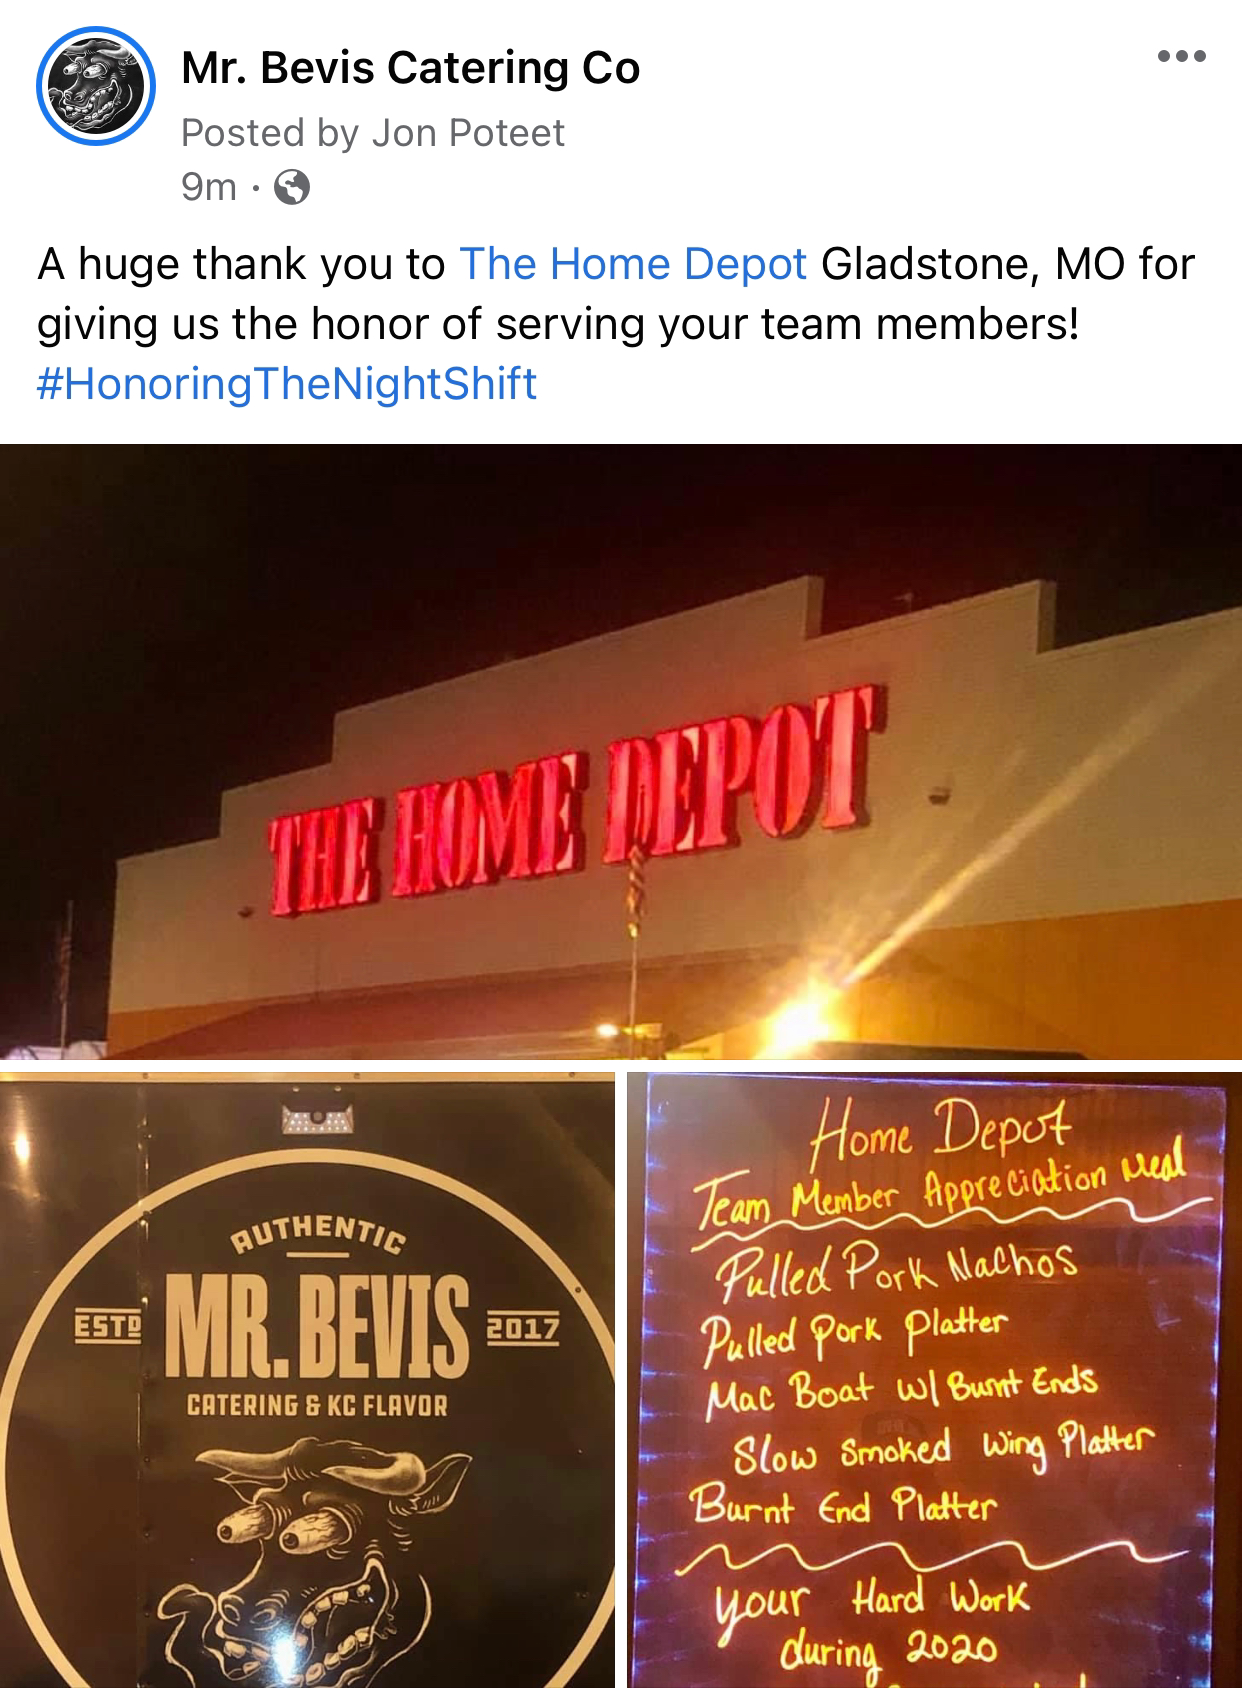 Mr. Bevis Catering Co
Posted by Jon Poteet
9m ·
A huge thank you to The Home Depot Gladstone, MO for
giving us the honor of serving your team members!
#HonoringTheNightShift
THE HOME DEPOT
AUTHENTIC
ESTD MR. BEVIS 2017
CATERING & KC FLAVOR
Home Depot
Team Member Appreciation Meal
Pulled Pork Nachos
Pulled Pork Platter
Mac Boat w/ Burnt Ends
Slow Smoked Wing Platter
Burnt End Platter
Your Hard Work
during 2020